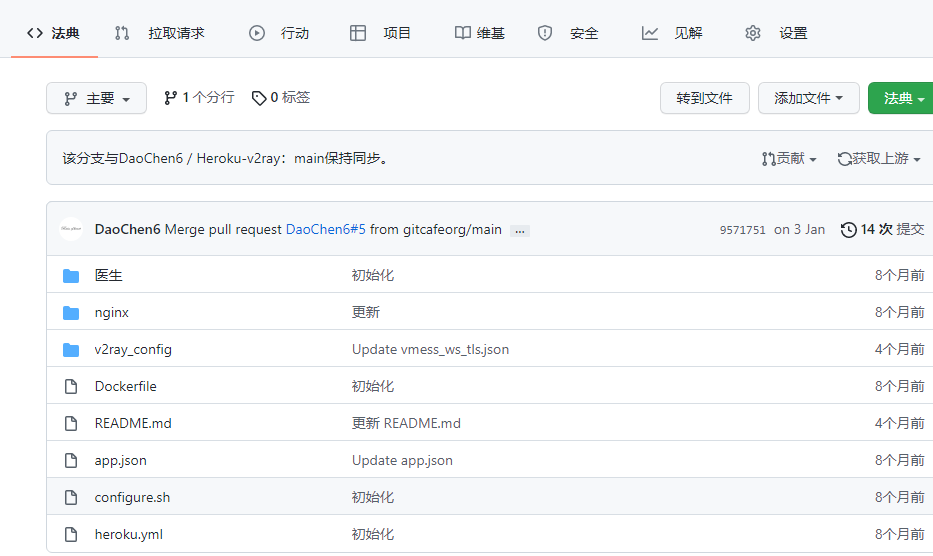 法典 拉取请求 行动 项目 维基 安全 见解 设置
主要 1 个分行 0 标签 转到文件 添加文件 法典
该分支与DaoChen6 / Heroku-v2ray：main保持同步。 贡献 获取上游
DaoChen6 Merge pull request DaoChen6#5 from gitcafeorg/main ... 9571751 on 3 Jan 14 次 提交
医生 初始化 8个月前
nginx 更新 8个月前
v2ray_config Update vmess_ws_tls.json 4个月前
Dockerfile 初始化 8个月前
README.md 更新 README.md 4个月前
app.json Update app.json 8个月前
configure.sh 初始化 8个月前
heroku.yml 初始化 8个月前